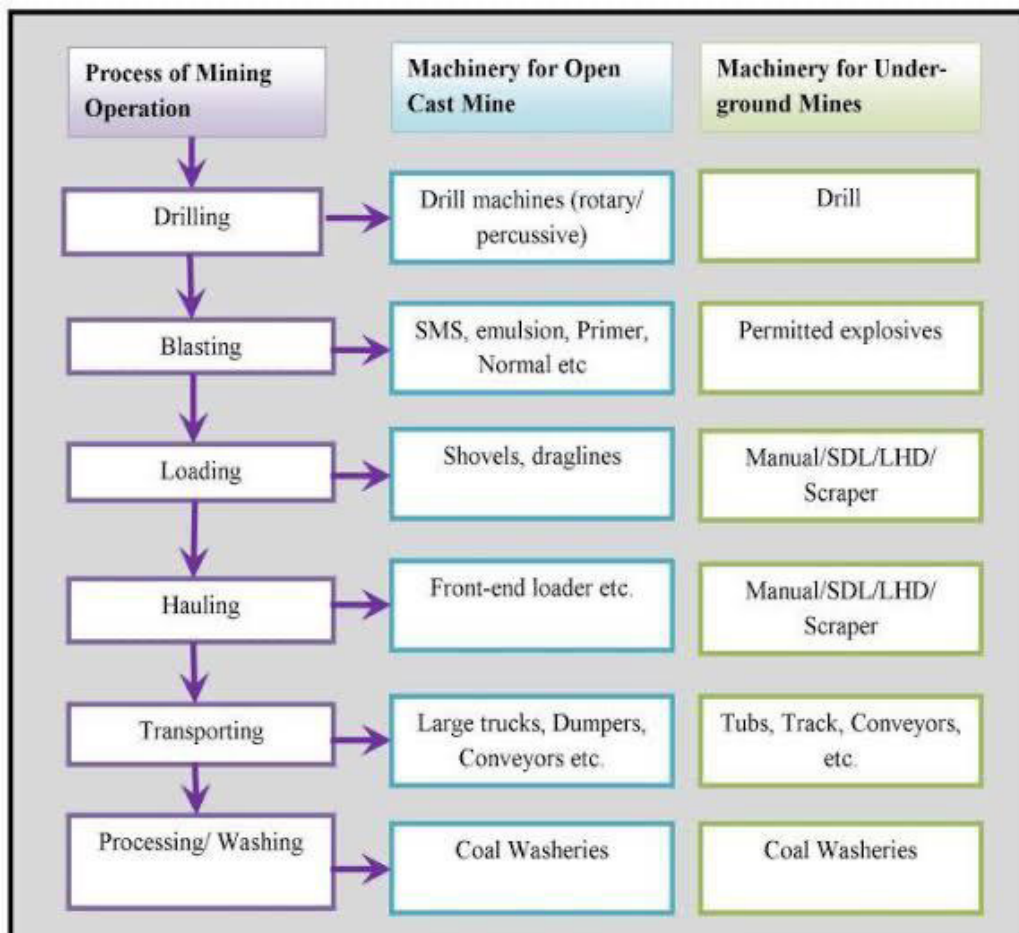 Process of Mining
Operation
Machinery for Open
Cast Mine
Machinery for Under-
ground Mines
Drilling
Drill machines (rotary/
percussive)
Drill
Blasting
SMS, emulsion, Primer,
Normal etc
Permitted explosives
Loading
Shovels, draglines
Manual/SDL/LHD/
Scraper
Hauling
Front-end loader etc.
Manual/SDL/LHD/
Scraper
Transporting
Large trucks, Dumpers,
Conveyors etc.
Tubs, Track, Conveyors,
etc.
Processing/ Washing
Coal Washeries
Coal Washeries